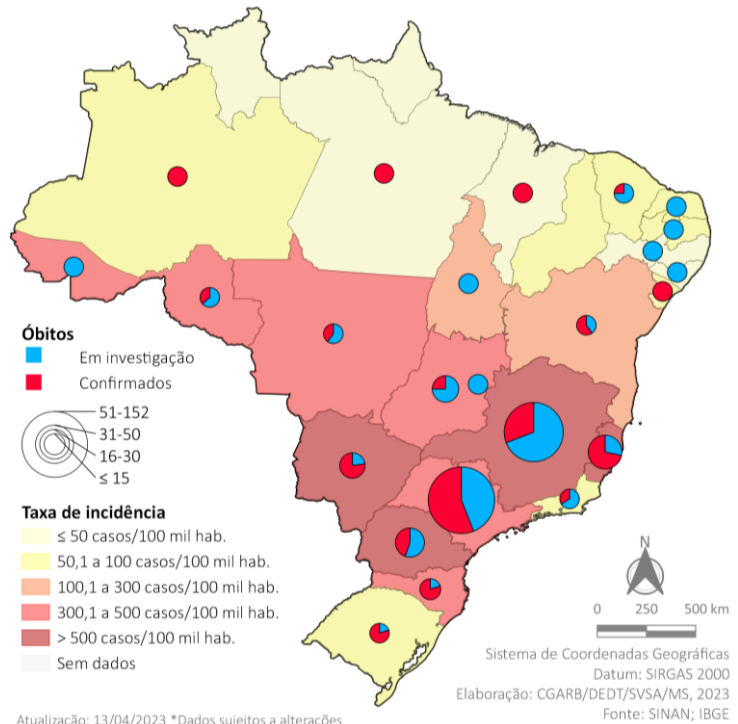 Óbitos
Em investigação
Confirmados
51-152
31-50
16-30
≤ 15
Taxa de incidência
≤ 50 casos/100 mil hab.
50,1 a 100 casos/100 mil hab.
100,1 a 300 casos/100 mil hab.
300,1 a 500 casos/100 mil hab.
> 500 casos/100 mil hab.
Sem dados
N
0 250 500 km
Sistema de Coordenadas Geográficas
Datum: SIRGAS 2000
Elaboração: CGARB/DEDT/SVSA/MS, 2023
Fonte: SINAN; IBGE
Atualização: 13/04/2023 *Dados sujeitos a alterações